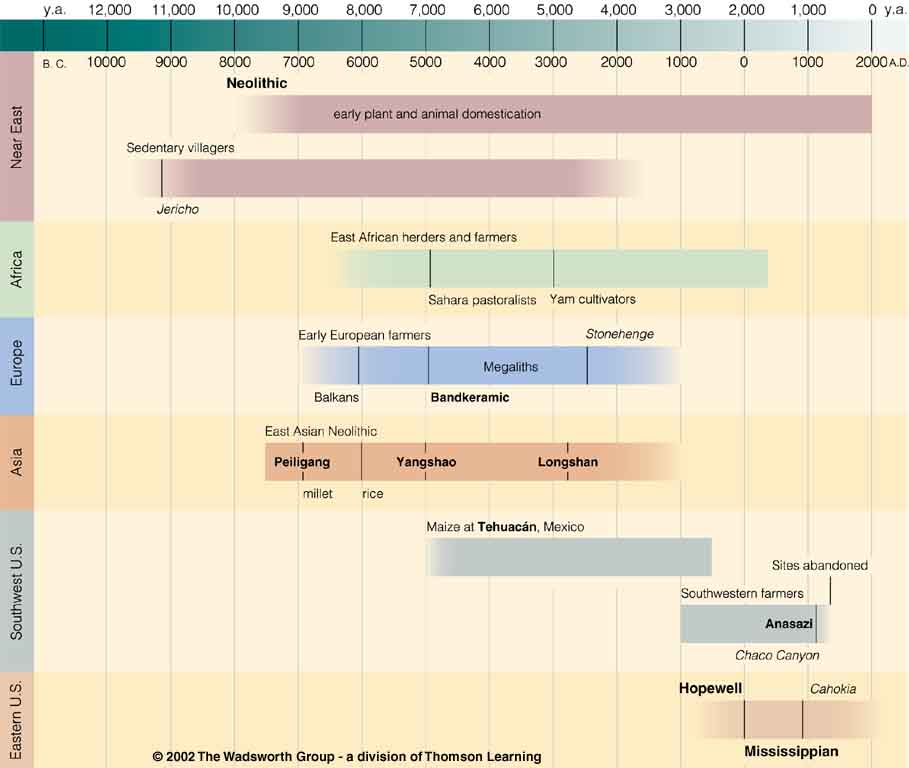 y.a. 12,000 11,000 10,000 9,000 8,000 7,000 6,000 5,000 4,000 3,000 2,000 1,000 0 y.a.
B. C. 10000 9000 8000 7000 6000 5000 4000 3000 2000 1000 0 1000 2000 A.D.
Near East
Neolithic
early plant and animal domestication
Sedentary villagers
Jericho
Africa
East African herders and farmers
Sahara pastoralists Yam cultivators
Europe
Early European farmers Stonehenge
Megaliths
Balkans Bandkeramic
Asia
East Asian Neolithic
Peiligang Yangshao Longshan
millet rice
Southwest U.S.
Maize at Tehuacán, Mexico
Sites abandoned
Southwestern farmers
Anasazi
Chaco Canyon
Eastern U.S.
Hopewell Cahokia
Mississippian
© 2002 The Wadsworth Group - a division of Thomson Learning